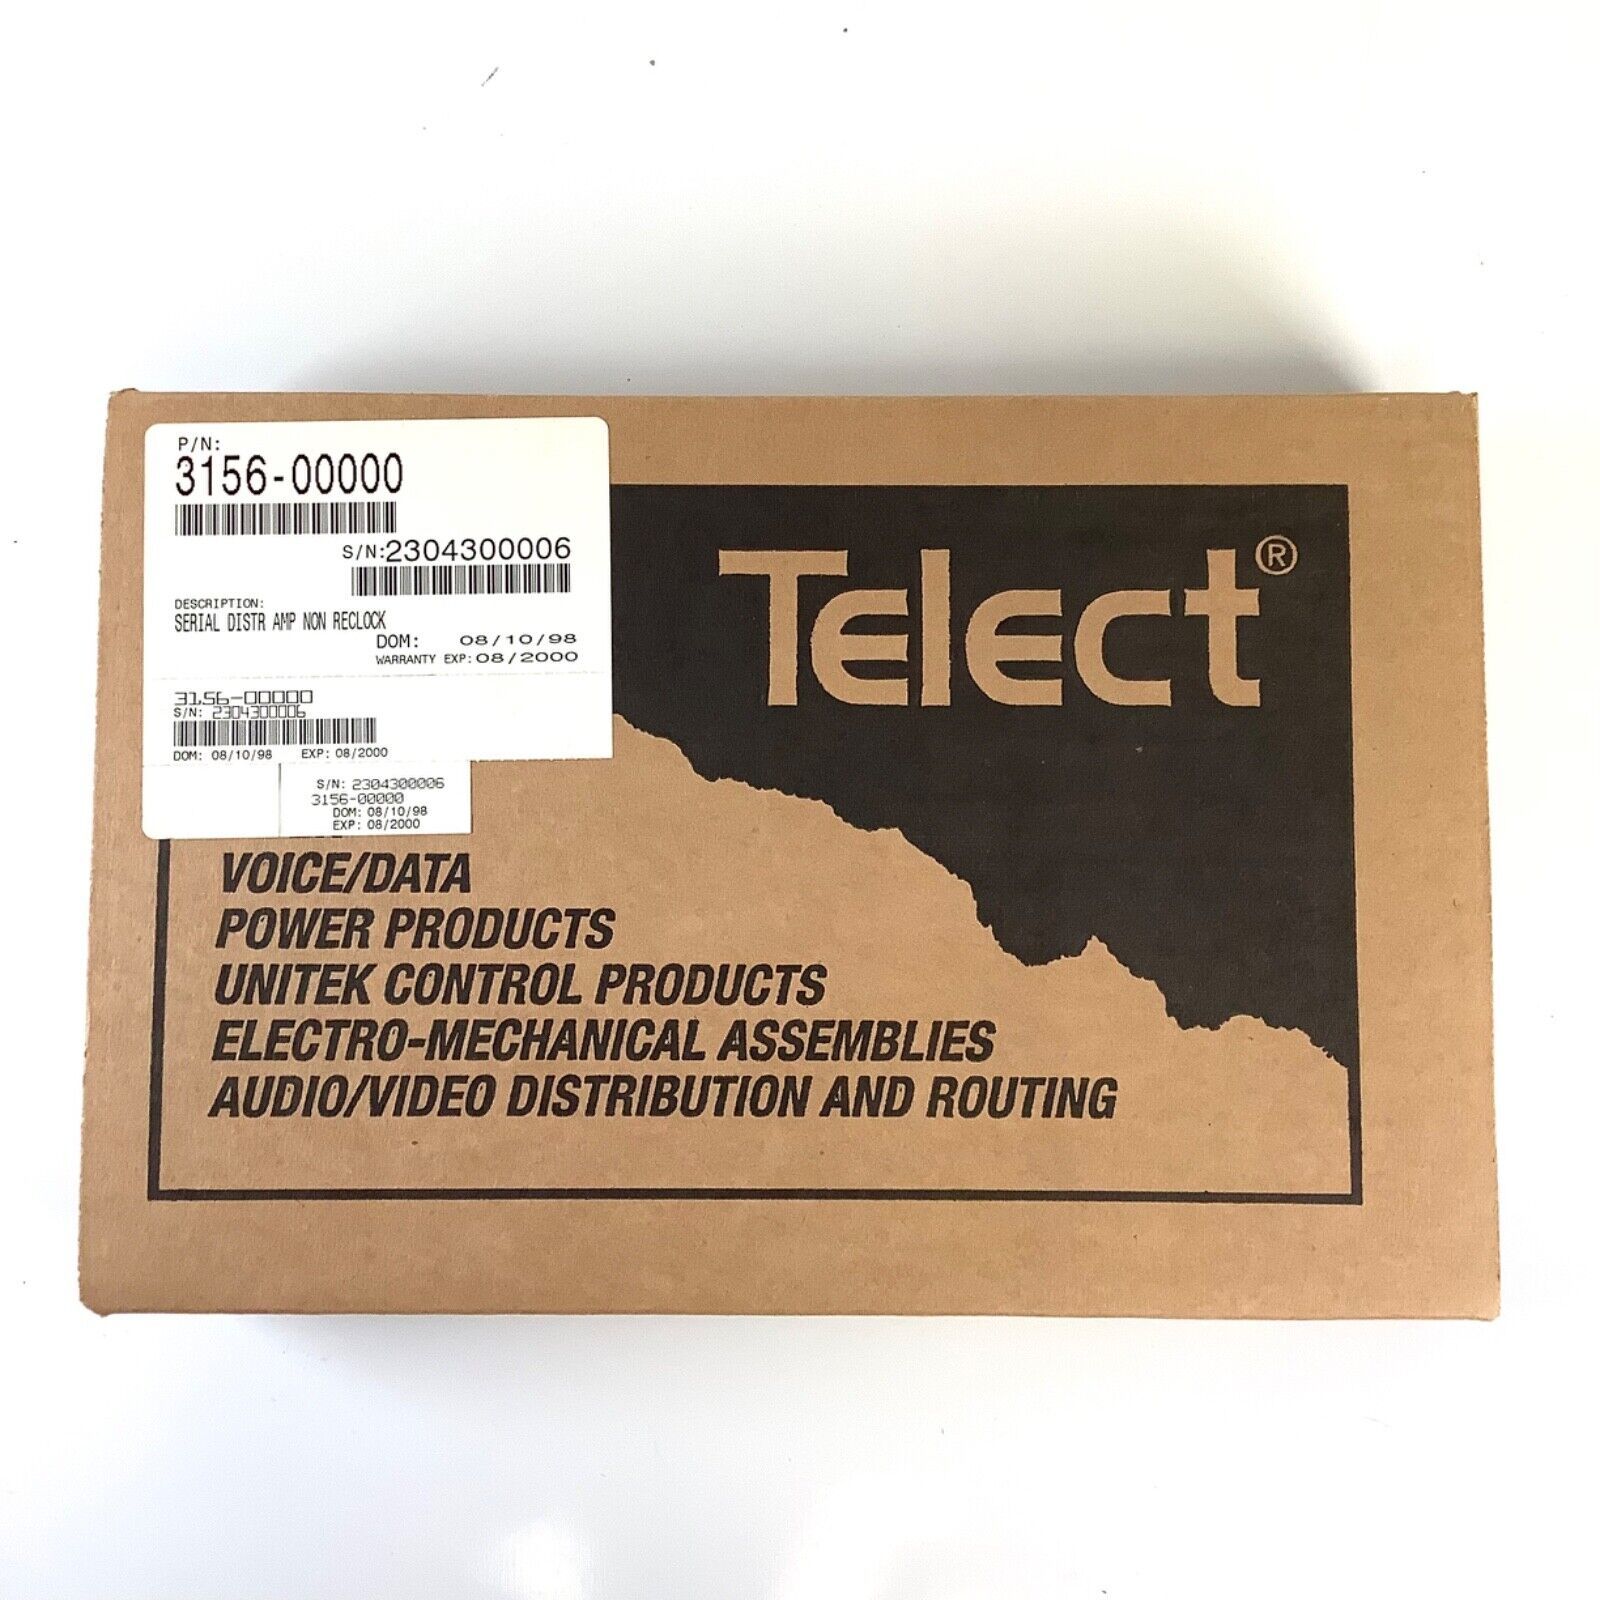 P/N:
3156-00000
S/N:2304300006
DESCRIPTION:
SERIAL DISTR AMP NON RECLOCK
DOM: 08/10/98
WARRANTY EXP:08/2000
3156-00000
S/N: 2304300006
DOM: 08/10/98 EXP: 08/2000
S/N: 2304300006
3156-00000
DOM: 08/10/98
EXP: 08/2000
Telect®
VOICE/DATA
POWER PRODUCTS
UNITEK CONTROL PRODUCTS
ELECTRO-MECHANICAL ASSEMBLIES
AUDIO/VIDEO DISTRIBUTION AND ROUTING